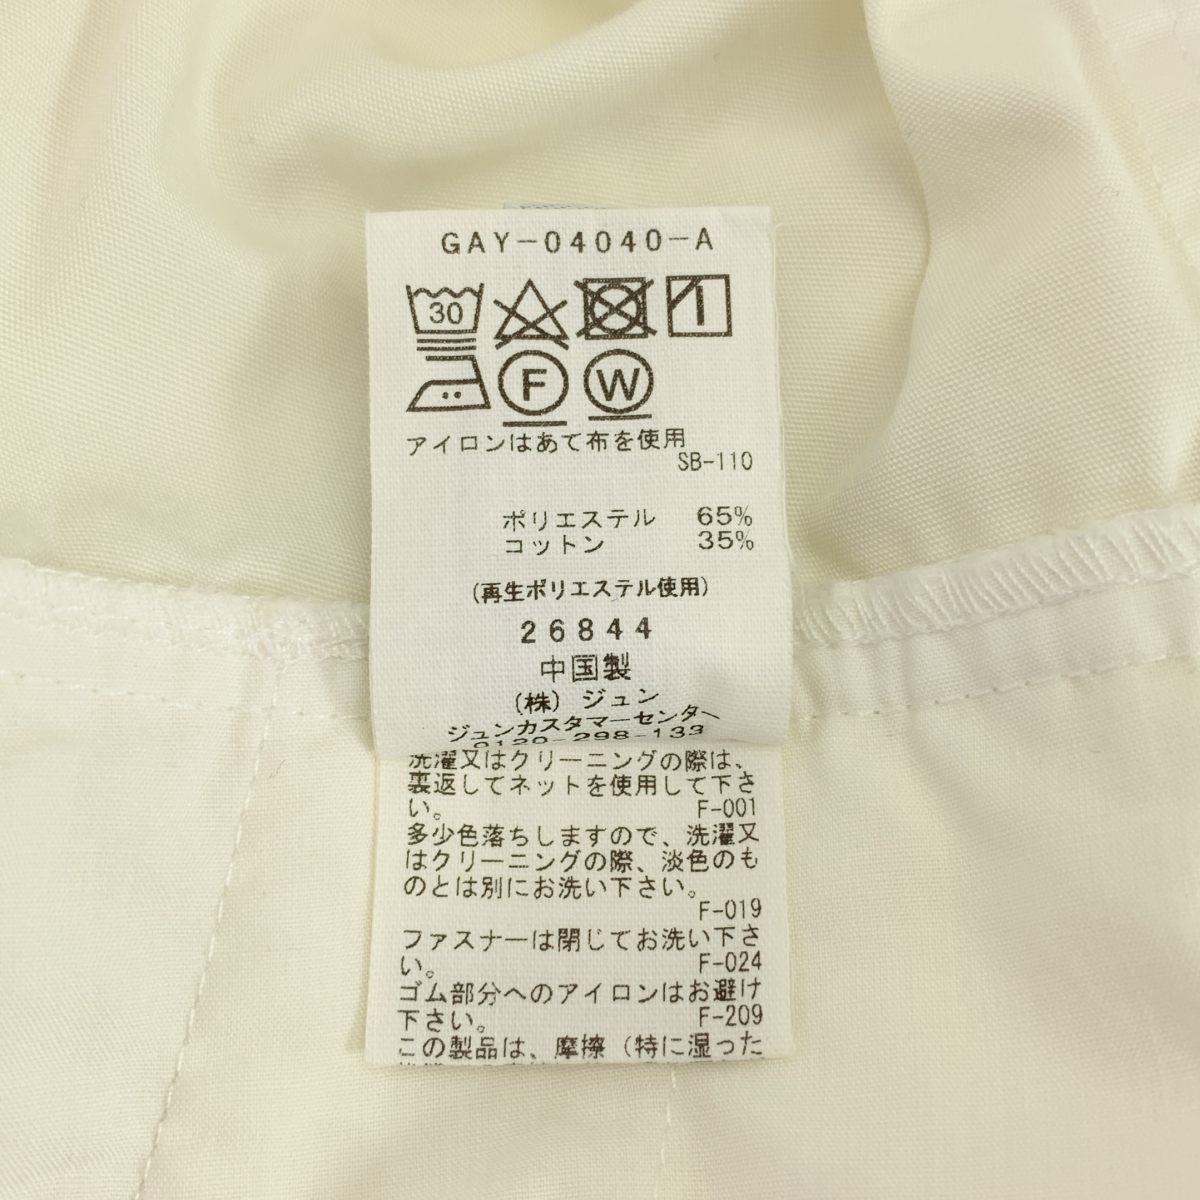 GAY-04040-A
30
F W
アイロンはあて布を使用
SB-110
ポリエステル 65%
コットン 35%
(再生ポリエステル使用)
26844
中国製
(株) ジュン
ジュンカスタマーセンター
0120-298-133
洗濯又はクリーニングの際は、
裏返してネットを使用して下さ
い。 F-001
多少色落ちしますので、洗濯又
はクリーニングの際、淡色のも
のとは別にお洗い下さい。
F-019
ファスナーは閉じてお洗い下さ
い。 F-024
ゴム部分へのアイロンはお避け
下さい。 F-209
この製品は、摩擦（特に湿った